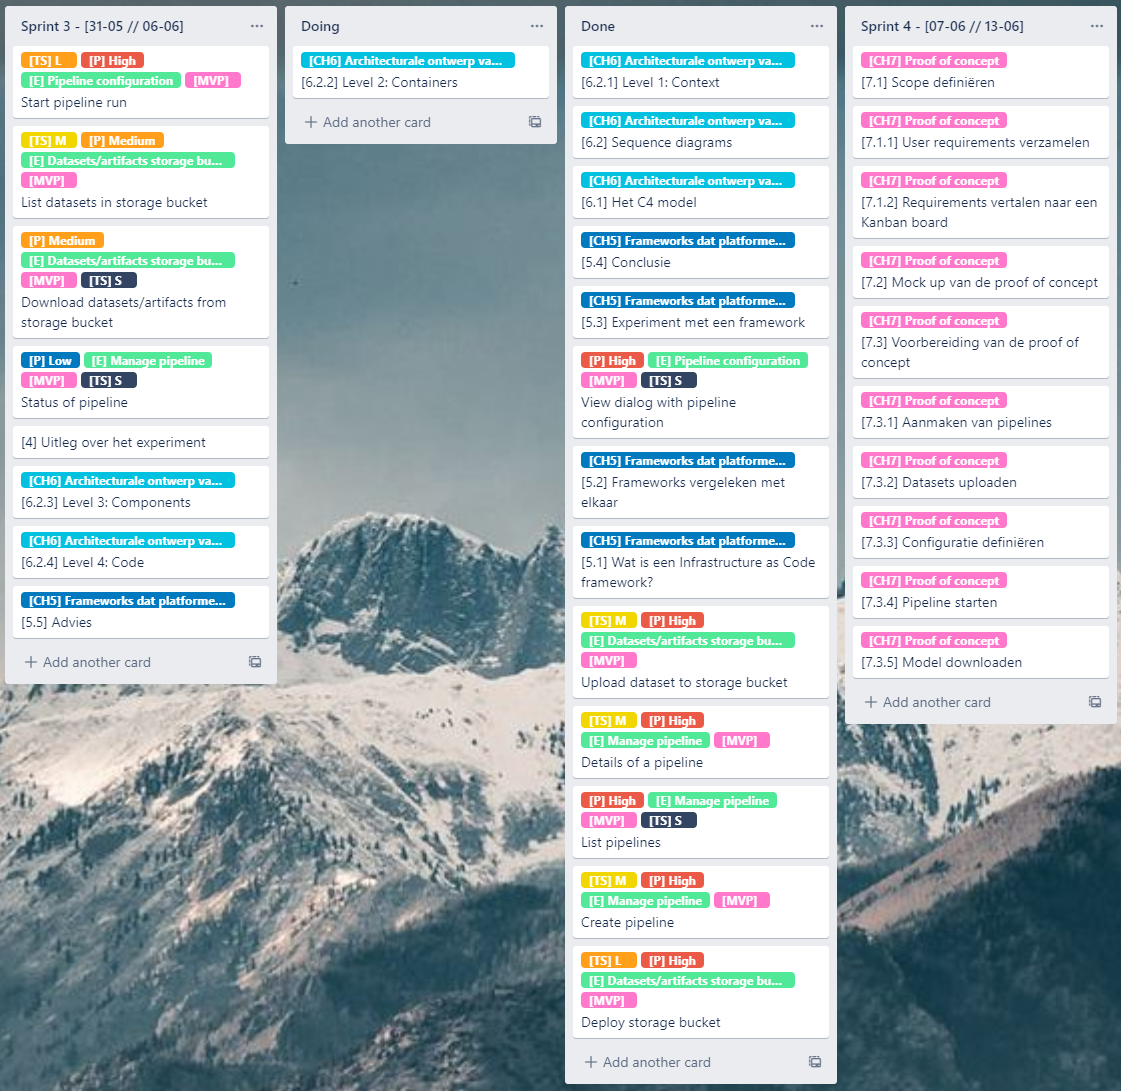 Sprint 3 - [31-05 // 06-06]
[TS] L [P] High
[E] Pipeline configuration [MVP]
Start pipeline run
[TS] M [P] Medium
[E] Datasets/artifacts storage bu...
[MVP]
List datasets in storage bucket
[P] Medium
[E] Datasets/artifacts storage bu...
[MVP] [TS] S
Download datasets/artifacts from
storage bucket
[P] Low [E] Manage pipeline
[MVP] [TS] S
Status of pipeline
[4] Uitleg over het experiment
[CH6] Architecturale ontwerp va...
[6.2.3] Level 3: Components
[CH6] Architecturale ontwerp va...
[6.2.4] Level 4: Code
[CH5] Frameworks dat platforme...
[5.5] Advies
+ Add another card
Doing
[CH6] Architecturale ontwerp va...
[6.2.2] Level 2: Containers
+ Add another card
Done
[CH6] Architecturale ontwerp va...
[6.2.1] Level 1: Context
[CH6] Architecturale ontwerp va...
[6.2] Sequence diagrams
[CH6] Architecturale ontwerp va...
[6.1] Het C4 model
[CH5] Frameworks dat platforme...
[5.4] Conclusie
[CH5] Frameworks dat platforme...
[5.3] Experiment met een framework
[P] High [E] Pipeline configuration
[MVP] [TS] S
View dialog with pipeline
configuration
[CH5] Frameworks dat platforme...
[5.2] Frameworks vergeleken met
elkaar
[CH5] Frameworks dat platforme...
[5.1] Wat is een Infrastructure as Code
framework?
[TS] M [P] High
[E] Datasets/artifacts storage bu...
[MVP]
Upload dataset to storage bucket
[TS] M [P] High
[E] Manage pipeline [MVP]
Details of a pipeline
[P] High [E] Manage pipeline
[MVP] [TS] S
List pipelines
[TS] M [P] High
[E] Manage pipeline [MVP]
Create pipeline
[TS] L [P] High
[E] Datasets/artifacts storage bu...
[MVP]
Deploy storage bucket
+ Add another card
Sprint 4 - [07-06 // 13-06]
[CH7] Proof of concept
[7.1] Scope definiëren
[CH7] Proof of concept
[7.1.1] User requirements verzamelen
[CH7] Proof of concept
[7.1.2] Requirements vertalen naar een
Kanban board
[CH7] Proof of concept
[7.2] Mock up van de proof of concept
[CH7] Proof of concept
[7.3] Voorbereiding van de proof of
concept
[CH7] Proof of concept
[7.3.1] Aanmaken van pipelines
[CH7] Proof of concept
[7.3.2] Datasets uploaden
[CH7] Proof of concept
[7.3.3] Configuratie definiëren
[CH7] Proof of concept
[7.3.4] Pipeline starten
[CH7] Proof of concept
[7.3.5] Model downloaden
+ Add another card